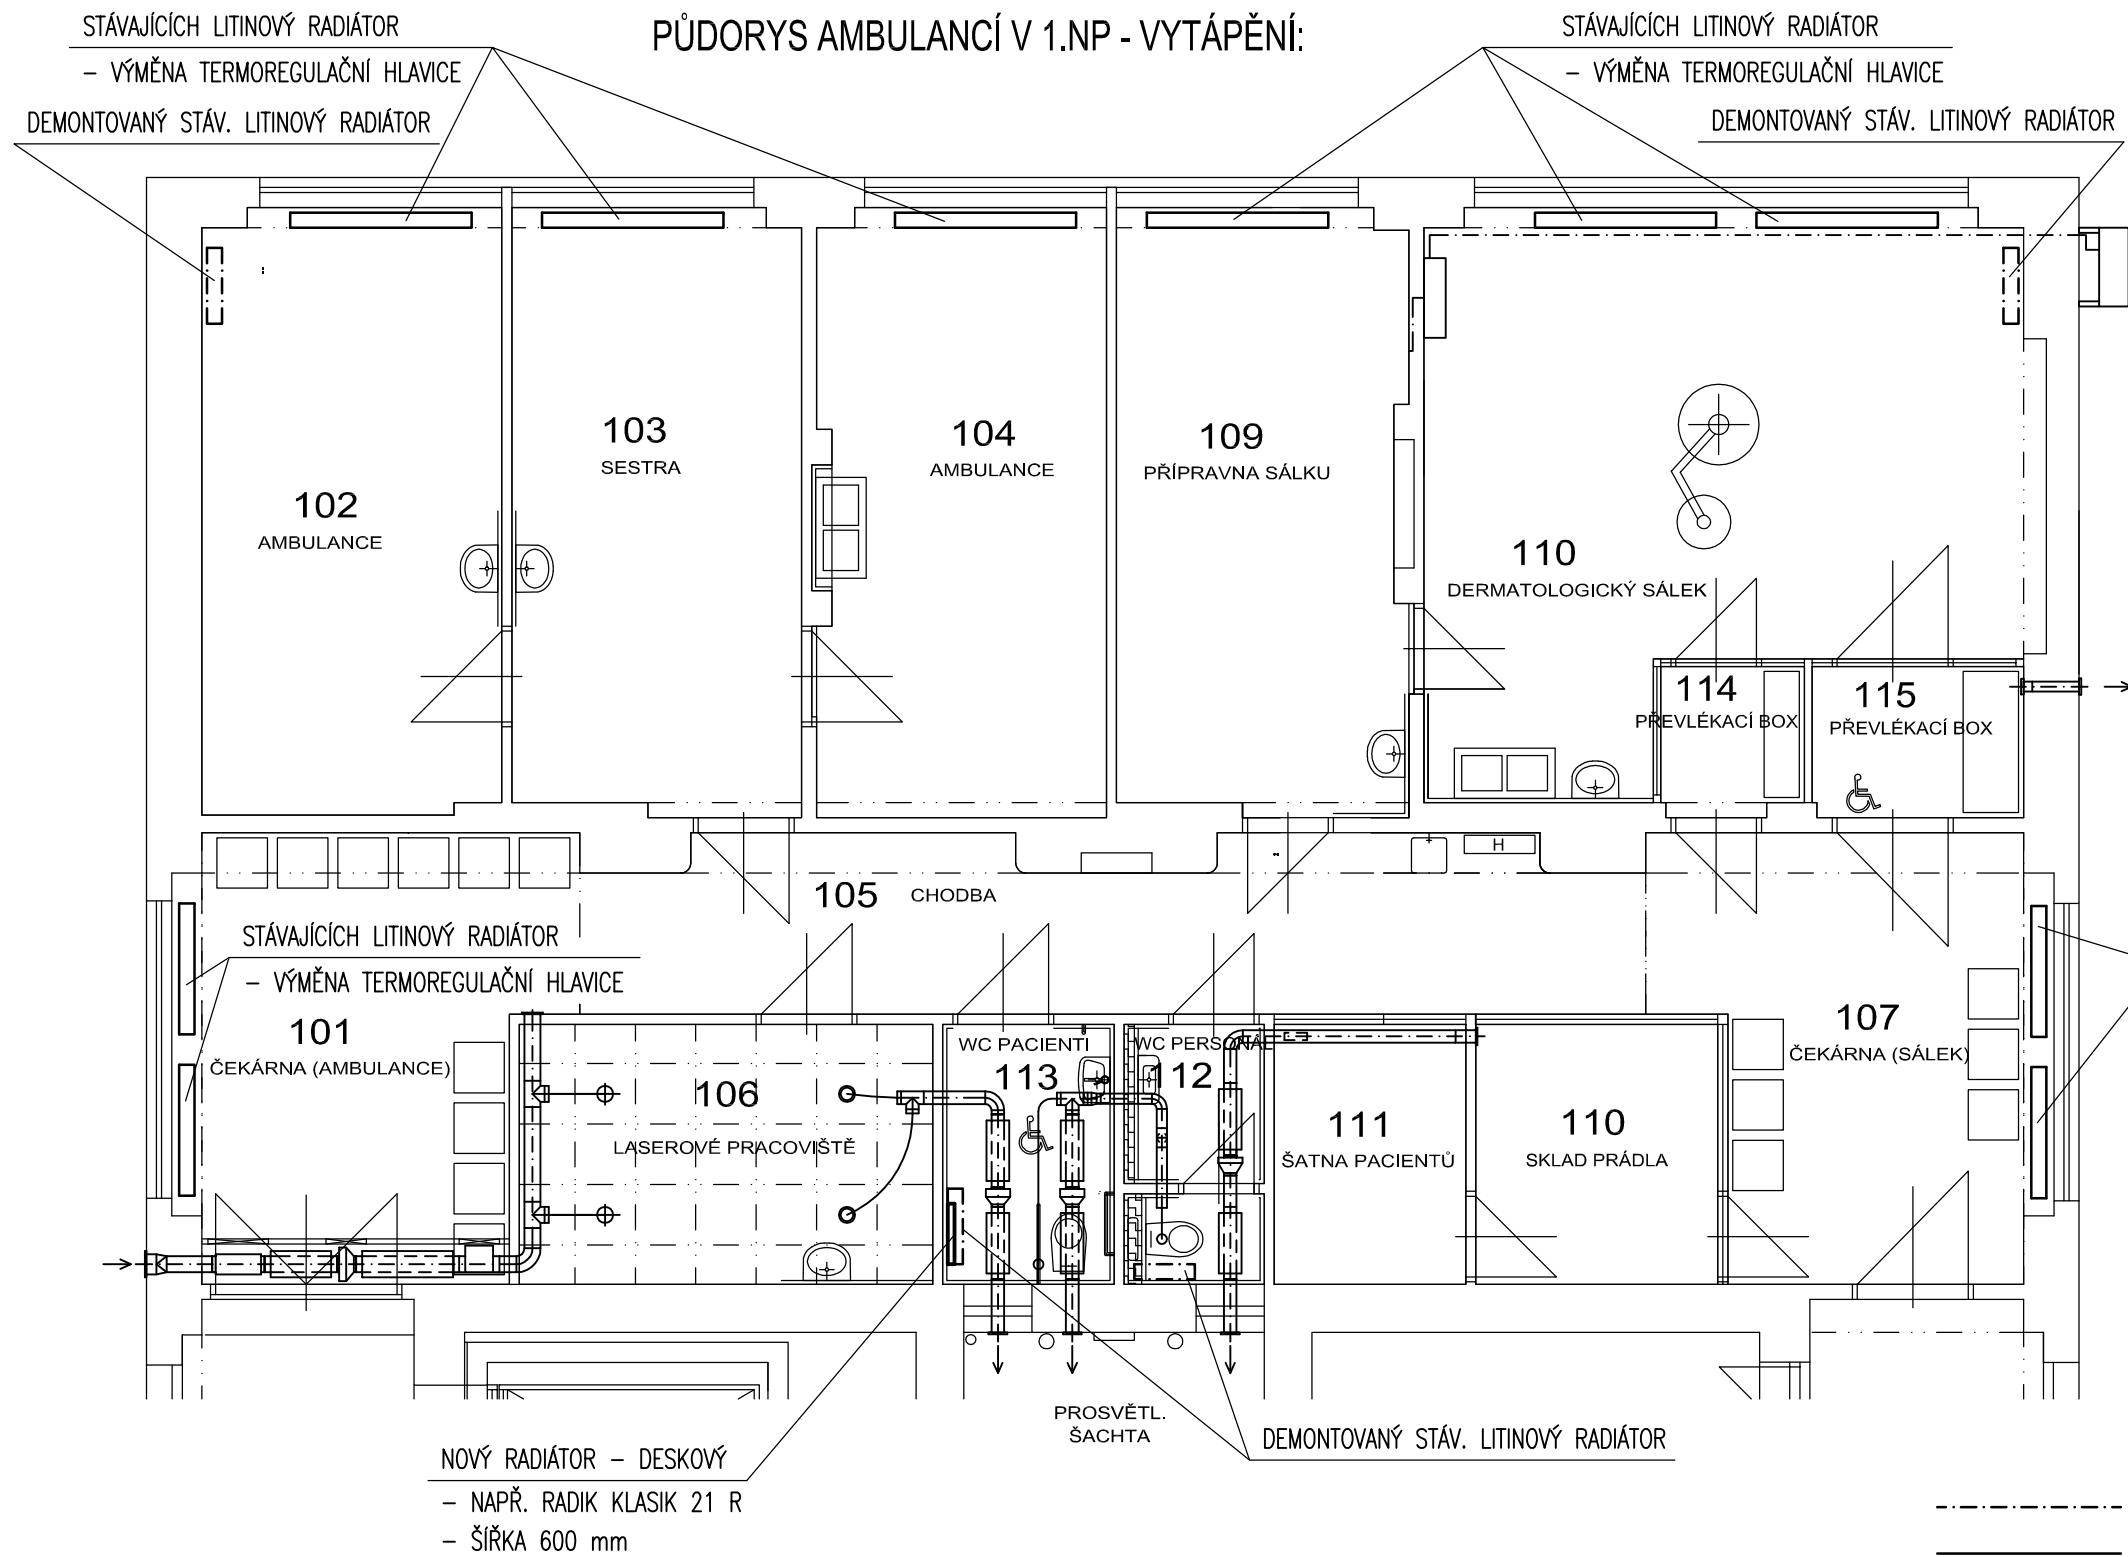 PŮDORYS AMBULANCÍ V 1.NP - VYTÁPĚNÍ:
STÁVAJÍCÍCH LITINOVÝ RADIÁTOR
- VÝMĚNA TERMOREGULAČNÍ HLAVICE
DEMONTOVANÝ STÁV. LITINOVÝ RADIÁTOR
STÁVAJÍCÍCH LITINOVÝ RADIÁTOR
- VÝMĚNA TERMOREGULAČNÍ HLAVICE
DEMONTOVANÝ STÁV. LITINOVÝ RADIÁTOR
102
AMBULANCE
103
SESTRA
104
AMBULANCE
109
PŘÍPRAVNA SÁLKU
110
DERMATOLOGICKÝ SÁLEK
114
PŘEVLÉKACÍ BOX
115
PŘEVLÉKACÍ BOX
H
105 CHODBA
STÁVAJÍCÍCH LITINOVÝ RADIÁTOR
- VÝMĚNA TERMOREGULAČNÍ HLAVICE
101
ČEKÁRNA (AMBULANCE)
106
LASEROVÉ PRACOVIŠTĚ
WC PACIENTI
113
WC PERSONÁL
112
111
ŠATNA PACIENTŮ
110
SKLAD PRÁDLA
107
ČEKÁRNA (SÁLEK)
PROSVĚTL.
ŠACHTA
DEMONTOVANÝ STÁV. LITINOVÝ RADIÁTOR
NOVÝ RADIÁTOR - DESKOVÝ
- NAPŘ. RADIK KLASIK 21 R
- ŠÍŘKA 600 mm